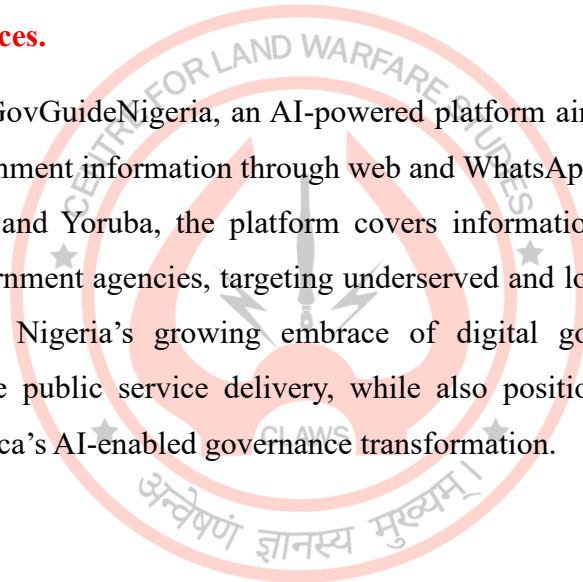 ces.
CENTRE FOR LAND WARFARE STUDIES
GovGuideNigeria, an AI-powered platform air
nment information through web and WhatsAp
and Yoruba, the platform covers informatio
ernment agencies, targeting underserved and lo
Nigeria’s growing embrace of digital go
e public service delivery, while also positio
ca’s AI-enabled governance transformation.
CLAWS
अन्वेषणं ज्ञानस्य मुख्यम्।